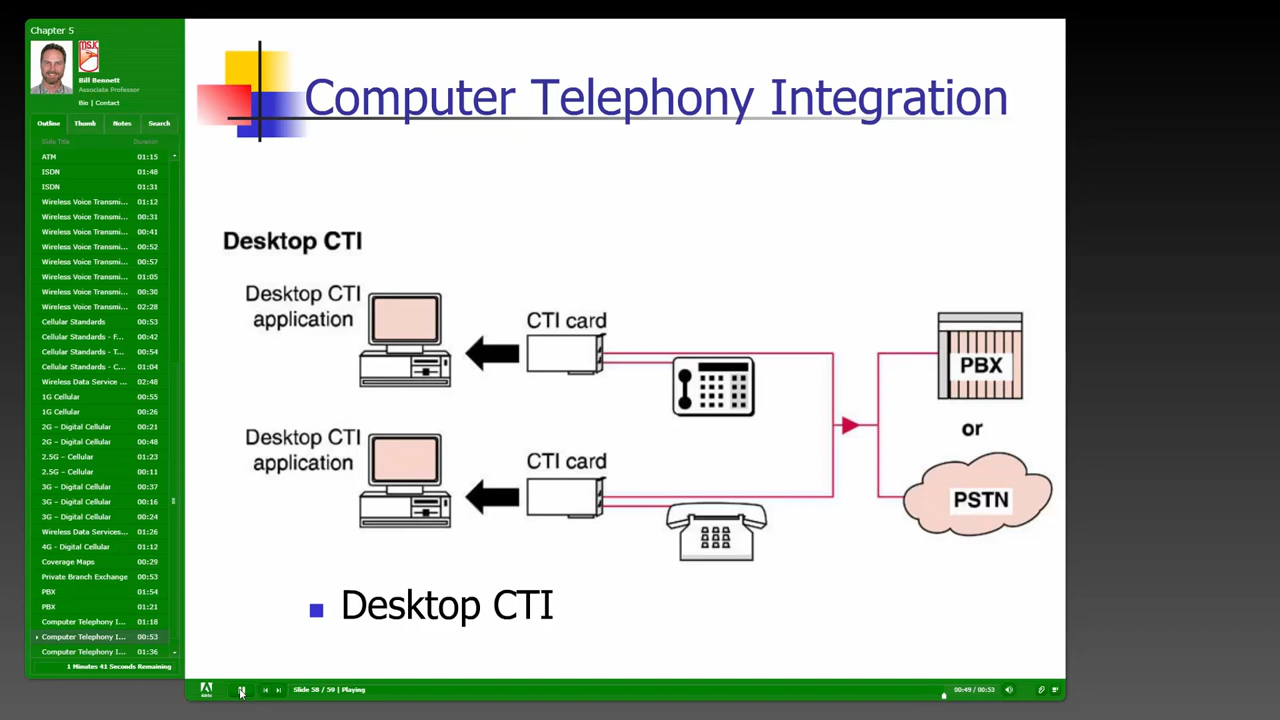 Chapter 5
MSJC
Bill Bennett
Associate Professor
Bio | Contact
Outline Thumb Notes Search
Slide Title Duration
ATM 01:15
ISDN 01:48
ISDN 01:31
Wireless Voice Transmi... 01:12
Wireless Voice Transmi... 00:31
Wireless Voice Transmi... 00:41
Wireless Voice Transmi... 00:52
Wireless Voice Transmi... 00:57
Wireless Voice Transmi... 01:05
Wireless Voice Transmi... 00:30
Wireless Voice Transmi... 02:28
Cellular Standards 00:53
Cellular Standards - F... 00:42
Cellular Standards - T... 00:54
Cellular Standards - C... 01:04
Wireless Data Service ... 02:48
1G Cellular 00:55
1G Cellular 00:26
2G – Digital Cellular 00:21
2G – Digital Cellular 00:48
2.5G – Cellular 01:23
2.5G – Cellular 00:11
3G – Digital Cellular 00:37
3G – Digital Cellular 00:16
3G – Digital Cellular 00:24
Wireless Data Services... 01:26
4G - Digital Cellular 01:12
Coverage Maps 00:29
Private Branch Exchange 00:53
PBX 01:54
PBX 01:21
Computer Telephony I... 01:18
Computer Telephony I... 00:53
Computer Telephony I... 01:36
1 Minutes 41 Seconds Remaining
Computer Telephony Integration
Desktop CTI
Desktop CTI
application
CTI card
PBX
or
Desktop CTI
application
CTI card
PSTN
Desktop CTI
Adobe
Slide 58 / 59 | Playing
00:49 / 00:53